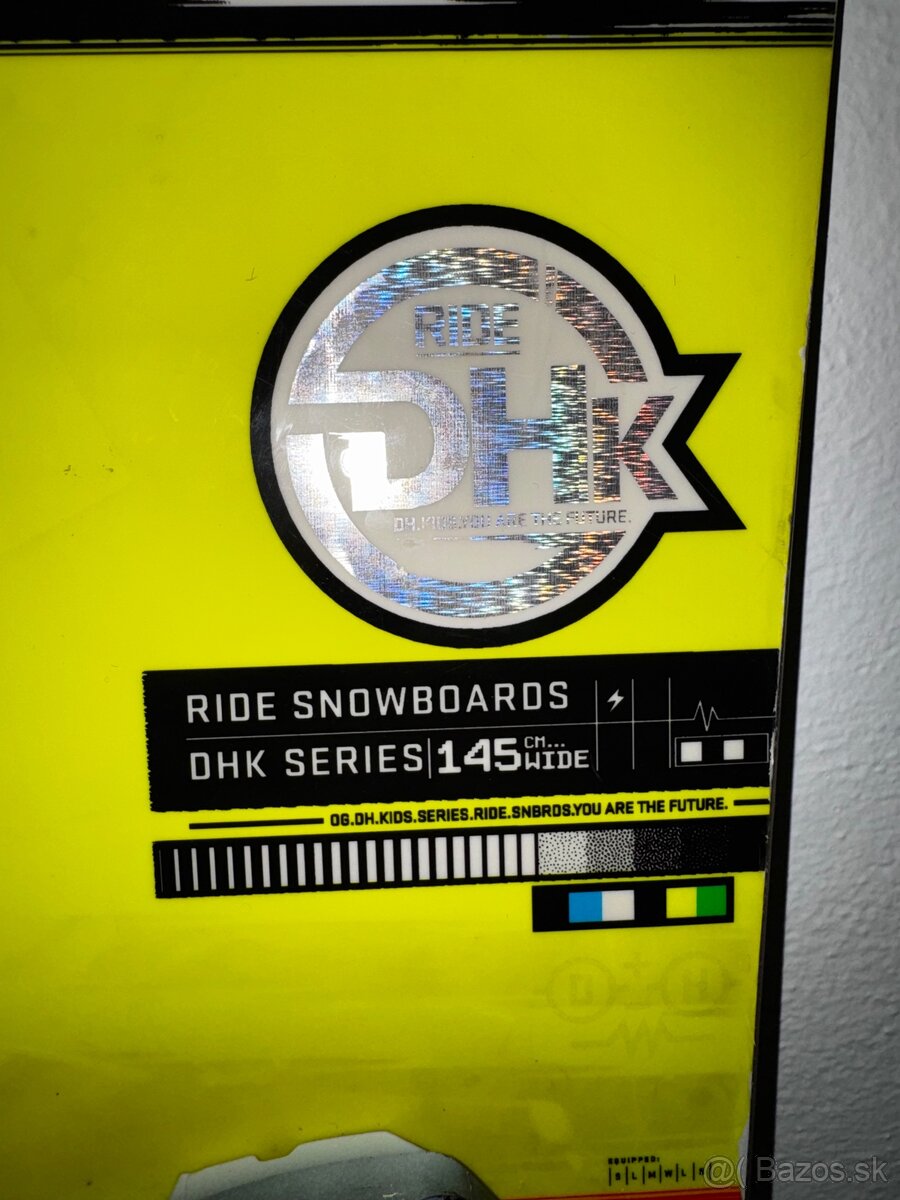 RIDE
DHK
DH.KIDS.YOU ARE THE FUTURE.
RIDE SNOWBOARDS
DHK SERIES|145 CM... WIDE
OG.DH.KIDS.SERIES.RIDE.SNBRDS.YOU ARE THE FUTURE.
DH
EQUIPPED:
Bazos.sk